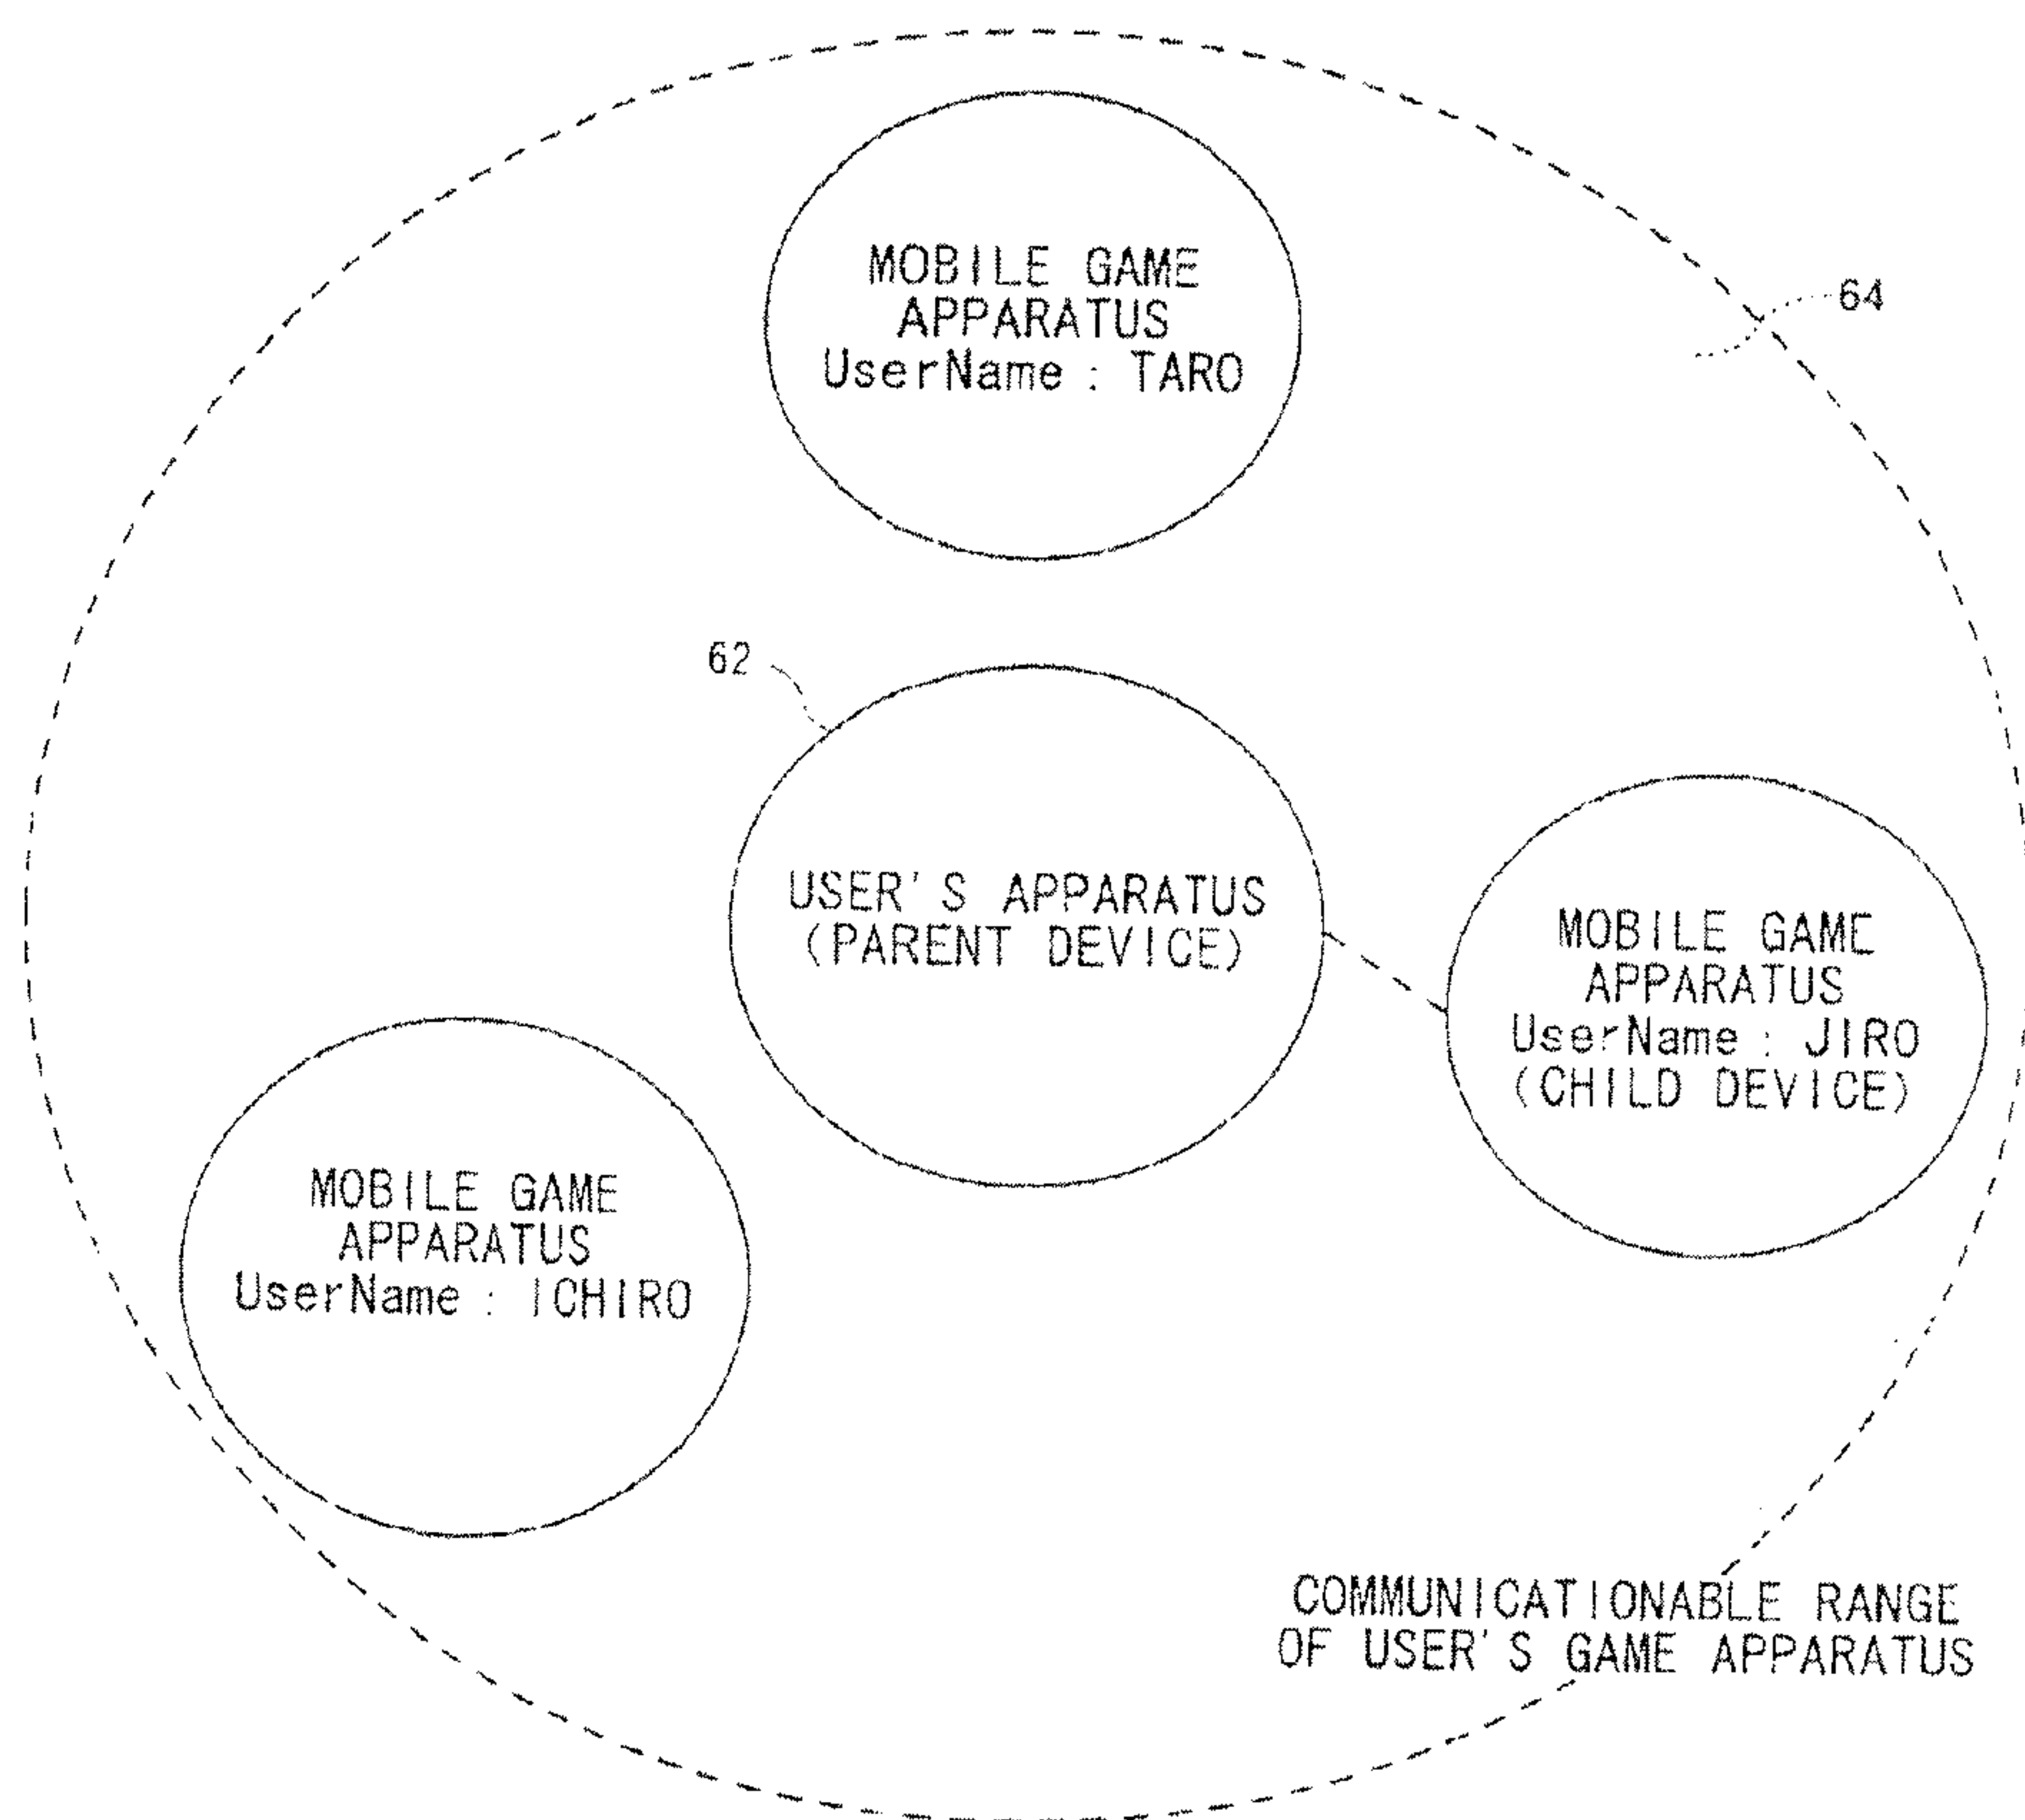 MOBILE GAME
APPARATUS
UserName : TARO
64
62
USER'S APPARATUS
(PARENT DEVICE)
MOBILE GAME
APPARATUS
UserName : JIRO
(CHILD DEVICE)
MOBILE GAME
APPARATUS
UserName : ICHIRO
COMMUNICATIONABLE RANGE
OF USER'S GAME APPARATUS